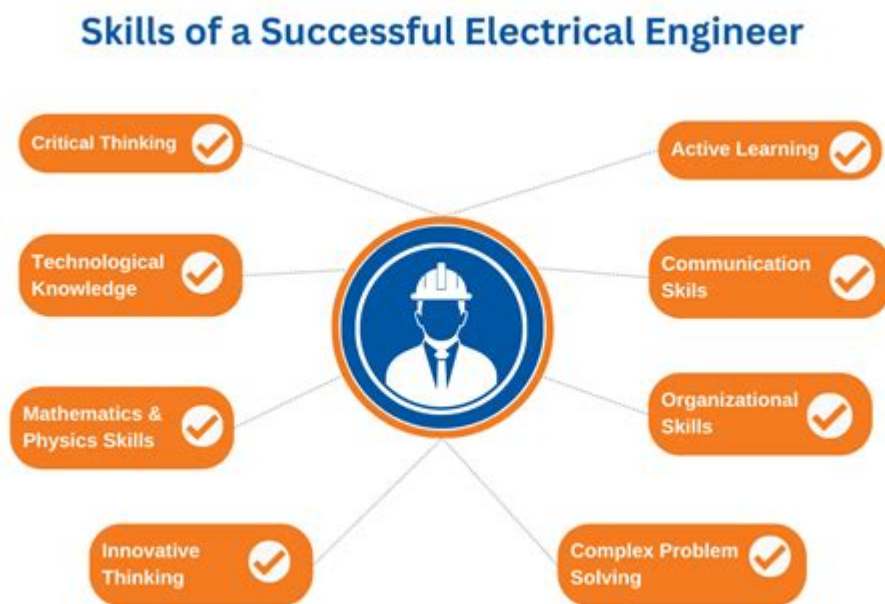 Skills of a Successful Electrical Engineer
Critical Thinking
Active Learning
Technological
Knowledge
Communication
Skils
Mathematics &
Physics Skills
Organizational
Skills
Innovative
Thinking
Complex Problem
Solving